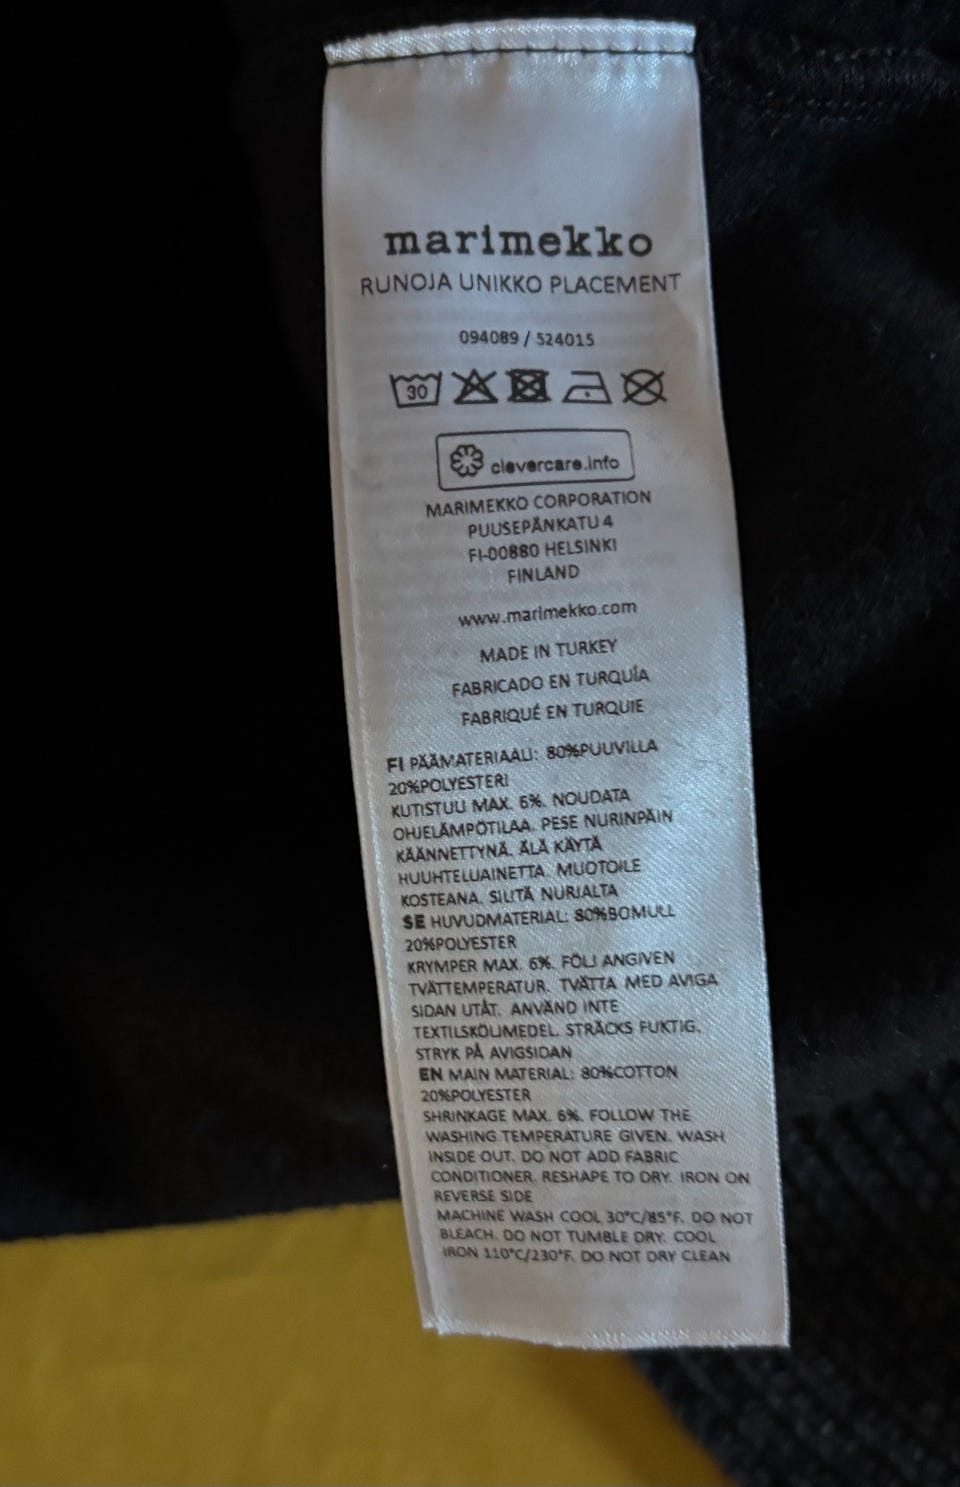 marimekko
RUNOJA UNIKKO PLACEMENT
094089 / 524015
30
clevercare.info
MARIMEKKO CORPORATION
PUUSEPÄNKATU 4
FI-00880 HELSINKI
FINLAND
www.marimekko.com
MADE IN TURKEY
FABRICADO EN TURQUÍA
FABRIQUÉ EN TURQUIE
FI PÄÄMATERIAALI: 80%PUUVILLA
20%POLYESTERI
KUTISTUU MAX. 6%. NOUDATA
OHJELÄMPÖTILAA. PESE NURINPÄIN
KÄÄNNETTYNÄ. ÄLÄ KÄYTÄ
HUUHTELUAINETTA. MUOTOILE
KOSTEANA. SILITÄ NURJALTA
SE HUVUDMATERIAL: 80%BOMULL
20%POLYESTER
KRYMPER MAX. 6%. FÖLJ ANGIVEN
TVÄTTEMPERATUR. TVÄTTA MED AVIGA
SIDAN UTÅT. ANVÄND INTE
TEXTILSKÖLJMEDEL. STRÄCKS FUKTIG.
STRYK PÅ AVIGSIDAN
EN MAIN MATERIAL: 80%COTTON
20%POLYESTER
SHRINKAGE MAX. 6%. FOLLOW THE
WASHING TEMPERATURE GIVEN. WASH
INSIDE OUT. DO NOT ADD FABRIC
CONDITIONER. RESHAPE TO DRY. IRON ON
REVERSE SIDE
MACHINE WASH COOL 30°C/85°F. DO NOT
BLEACH. DO NOT TUMBLE DRY. COOL
IRON 110°C/230°F. DO NOT DRY CLEAN